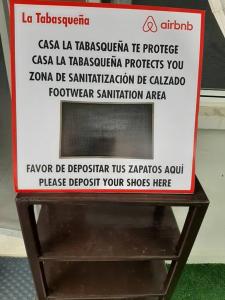 La Tabasqueña
airbnb
CASA LA TABASQUEÑA TE PROTEGE
CASA LA TABASQUEÑA PROTECTS YOU
ZONA DE SANITATIZACIÓN DE CALZADO
FOOTWEAR SANITATION AREA
FAVOR DE DEPOSITAR TUS ZAPATOS AQUÍ
PLEASE DEPOSIT YOUR SHOES HERE